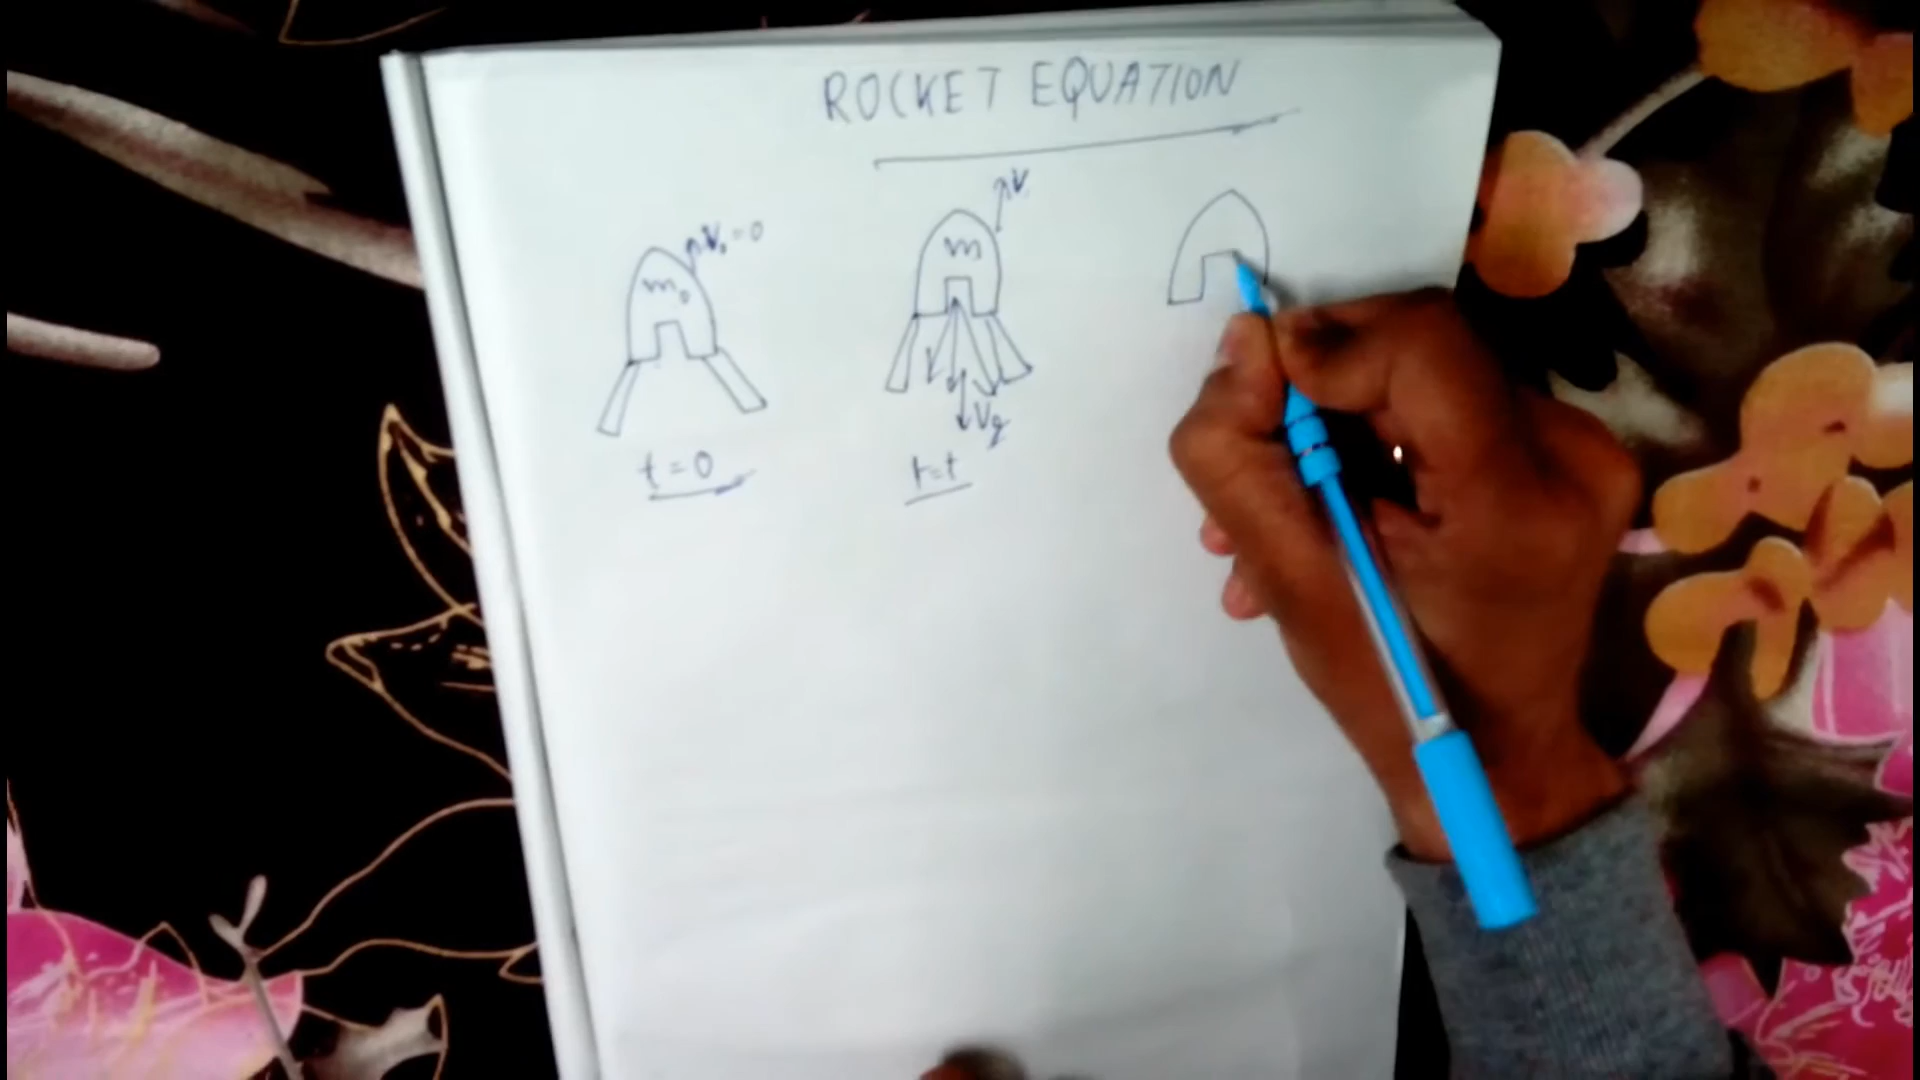 ROCKET EQUATION
V₀ = 0
m₀
t = 0
V
m
Vg
t=t